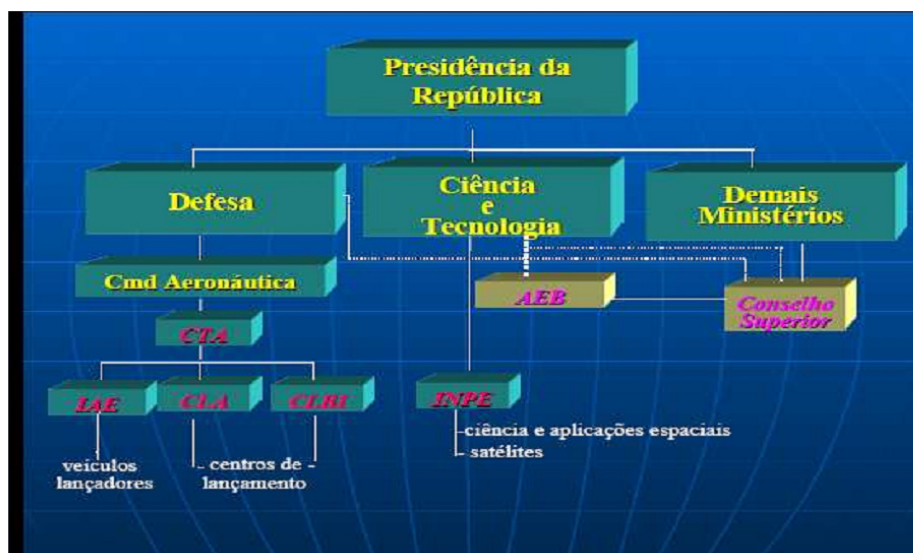 Presidência da
República
Defesa
Ciência
e
Tecnologia
Demais
Ministérios
Cmd Aeronáutica
AEB
Conselho
Superior
CTA
IAE
CLA
CLBI
INPE
veículos
lançadores
- centros de -
lançamento
-ciência e aplicações espaciais
- satélites